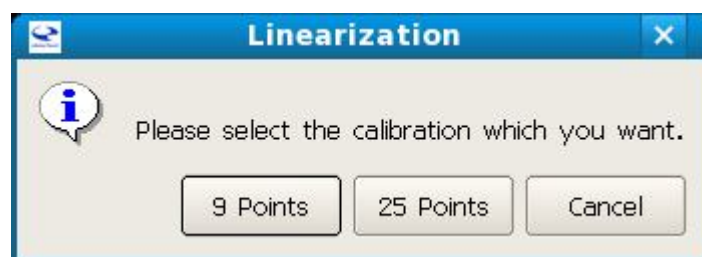 Linearization
Please select the calibration which you want.
9 Points 25 Points Cancel